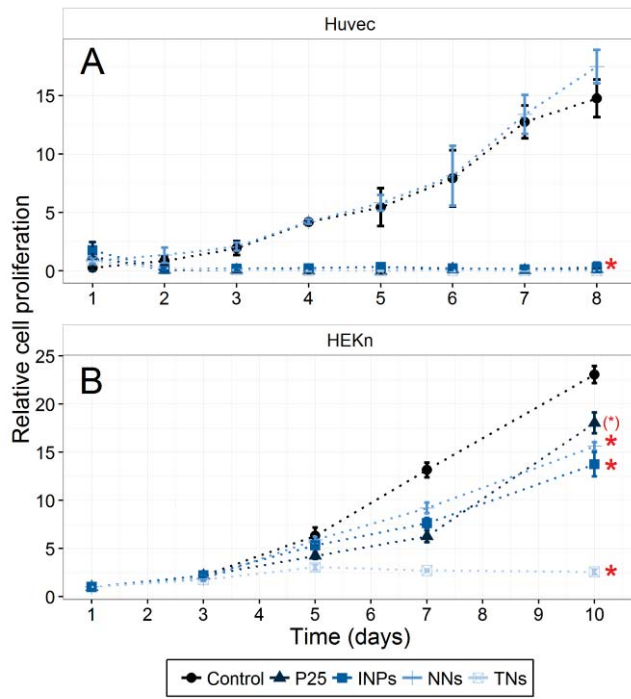 Huvec
A
15
10
5
0
*
1 2 3 4 5 6 7 8
Relative cell proliferation
HEKn
B
25
20
15
10
5
0
(*)
*
*
*
1 2 3 4 5 6 7 8 9 10
Time (days)
Control P25 INPs NNs TNs